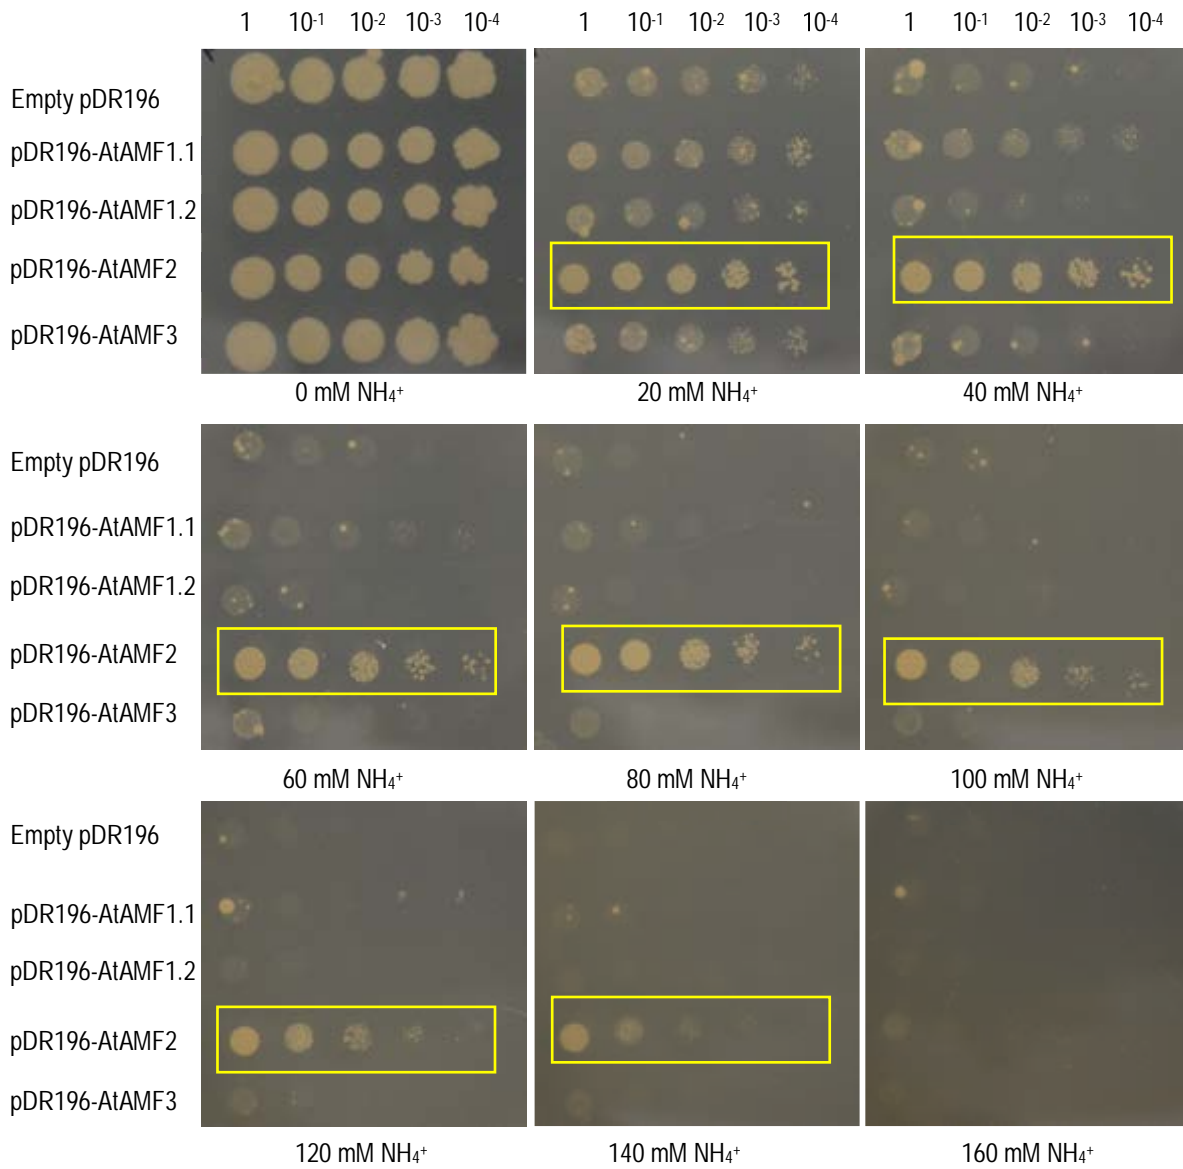 1 10⁻¹ 10⁻² 10⁻³ 10⁻⁴ 1 10⁻¹ 10⁻² 10⁻³ 10⁻⁴ 1 10⁻¹ 10⁻² 10⁻³ 10⁻⁴
Empty pDR196
pDR196-AtAMF1.1
pDR196-AtAMF1.2
pDR196-AtAMF2
pDR196-AtAMF3
0 mM NH₄⁺ 20 mM NH₄⁺ 40 mM NH₄⁺
Empty pDR196
pDR196-AtAMF1.1
pDR196-AtAMF1.2
pDR196-AtAMF2
pDR196-AtAMF3
60 mM NH₄⁺ 80 mM NH₄⁺ 100 mM NH₄⁺
Empty pDR196
pDR196-AtAMF1.1
pDR196-AtAMF1.2
pDR196-AtAMF2
pDR196-AtAMF3
120 mM NH₄⁺ 140 mM NH₄⁺ 160 mM NH₄⁺